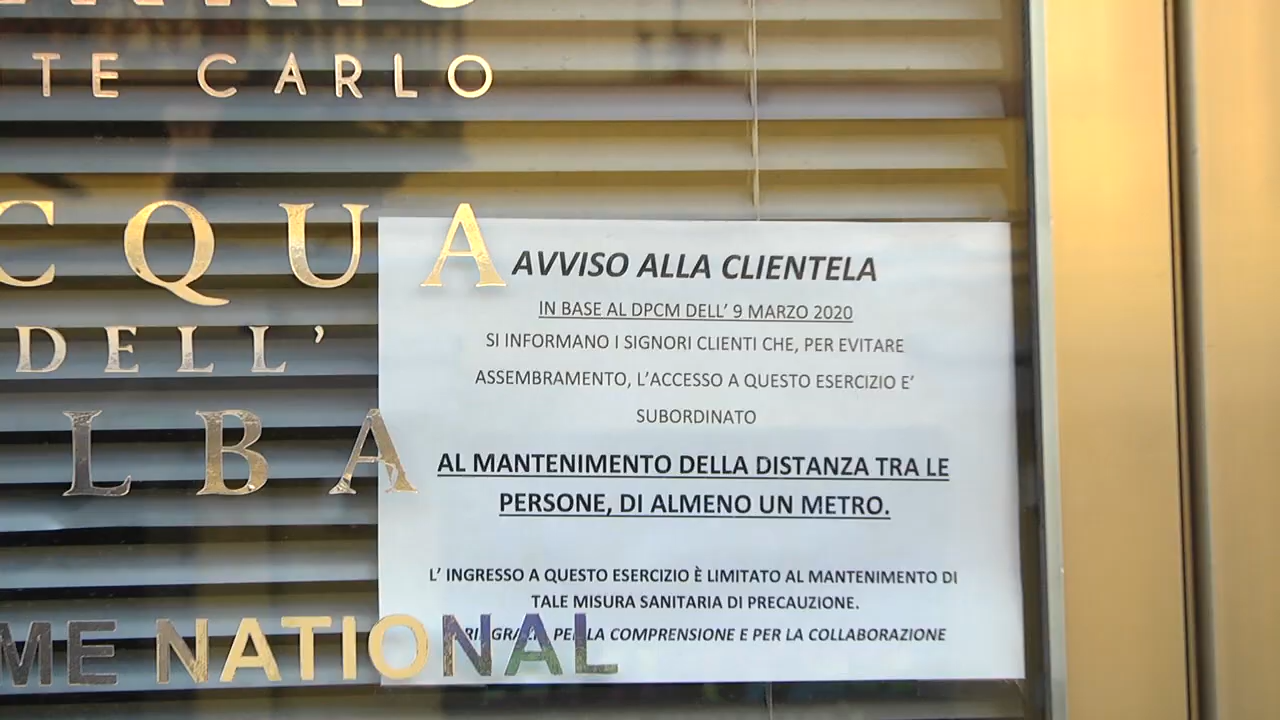 TE CARLO
CQUA
DELL'
LBA
ME NATIONAL
AVVISO ALLA CLIENTELA
IN BASE AL DPCM DELL' 9 MARZO 2020
SI INFORMANO I SIGNORI CLIENTI CHE, PER EVITARE
ASSEMBRAMENTO, L'ACCESSO A QUESTO ESERCIZIO E'
SUBORDINATO
AL MANTENIMENTO DELLA DISTANZA TRA LE
PERSONE, DI ALMENO UN METRO.
L' INGRESSO A QUESTO ESERCIZIO È LIMITATO AL MANTENIMENTO DI
TALE MISURA SANITARIA DI PRECAUZIONE.
PER LA COMPRENSIONE E PER LA COLLABORAZIONE